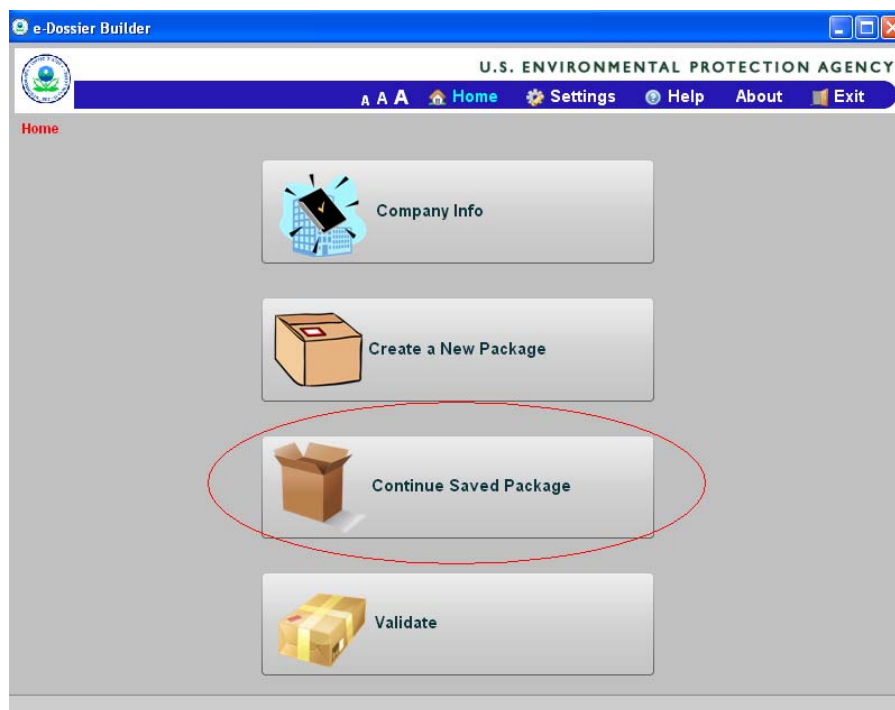 e-Dossier Builder
U.S. ENVIRONMENTAL PROTECTION AGENCY
A A A Home Settings Help About Exit
Home
Company Info
Create a New Package
Continue Saved Package
Validate